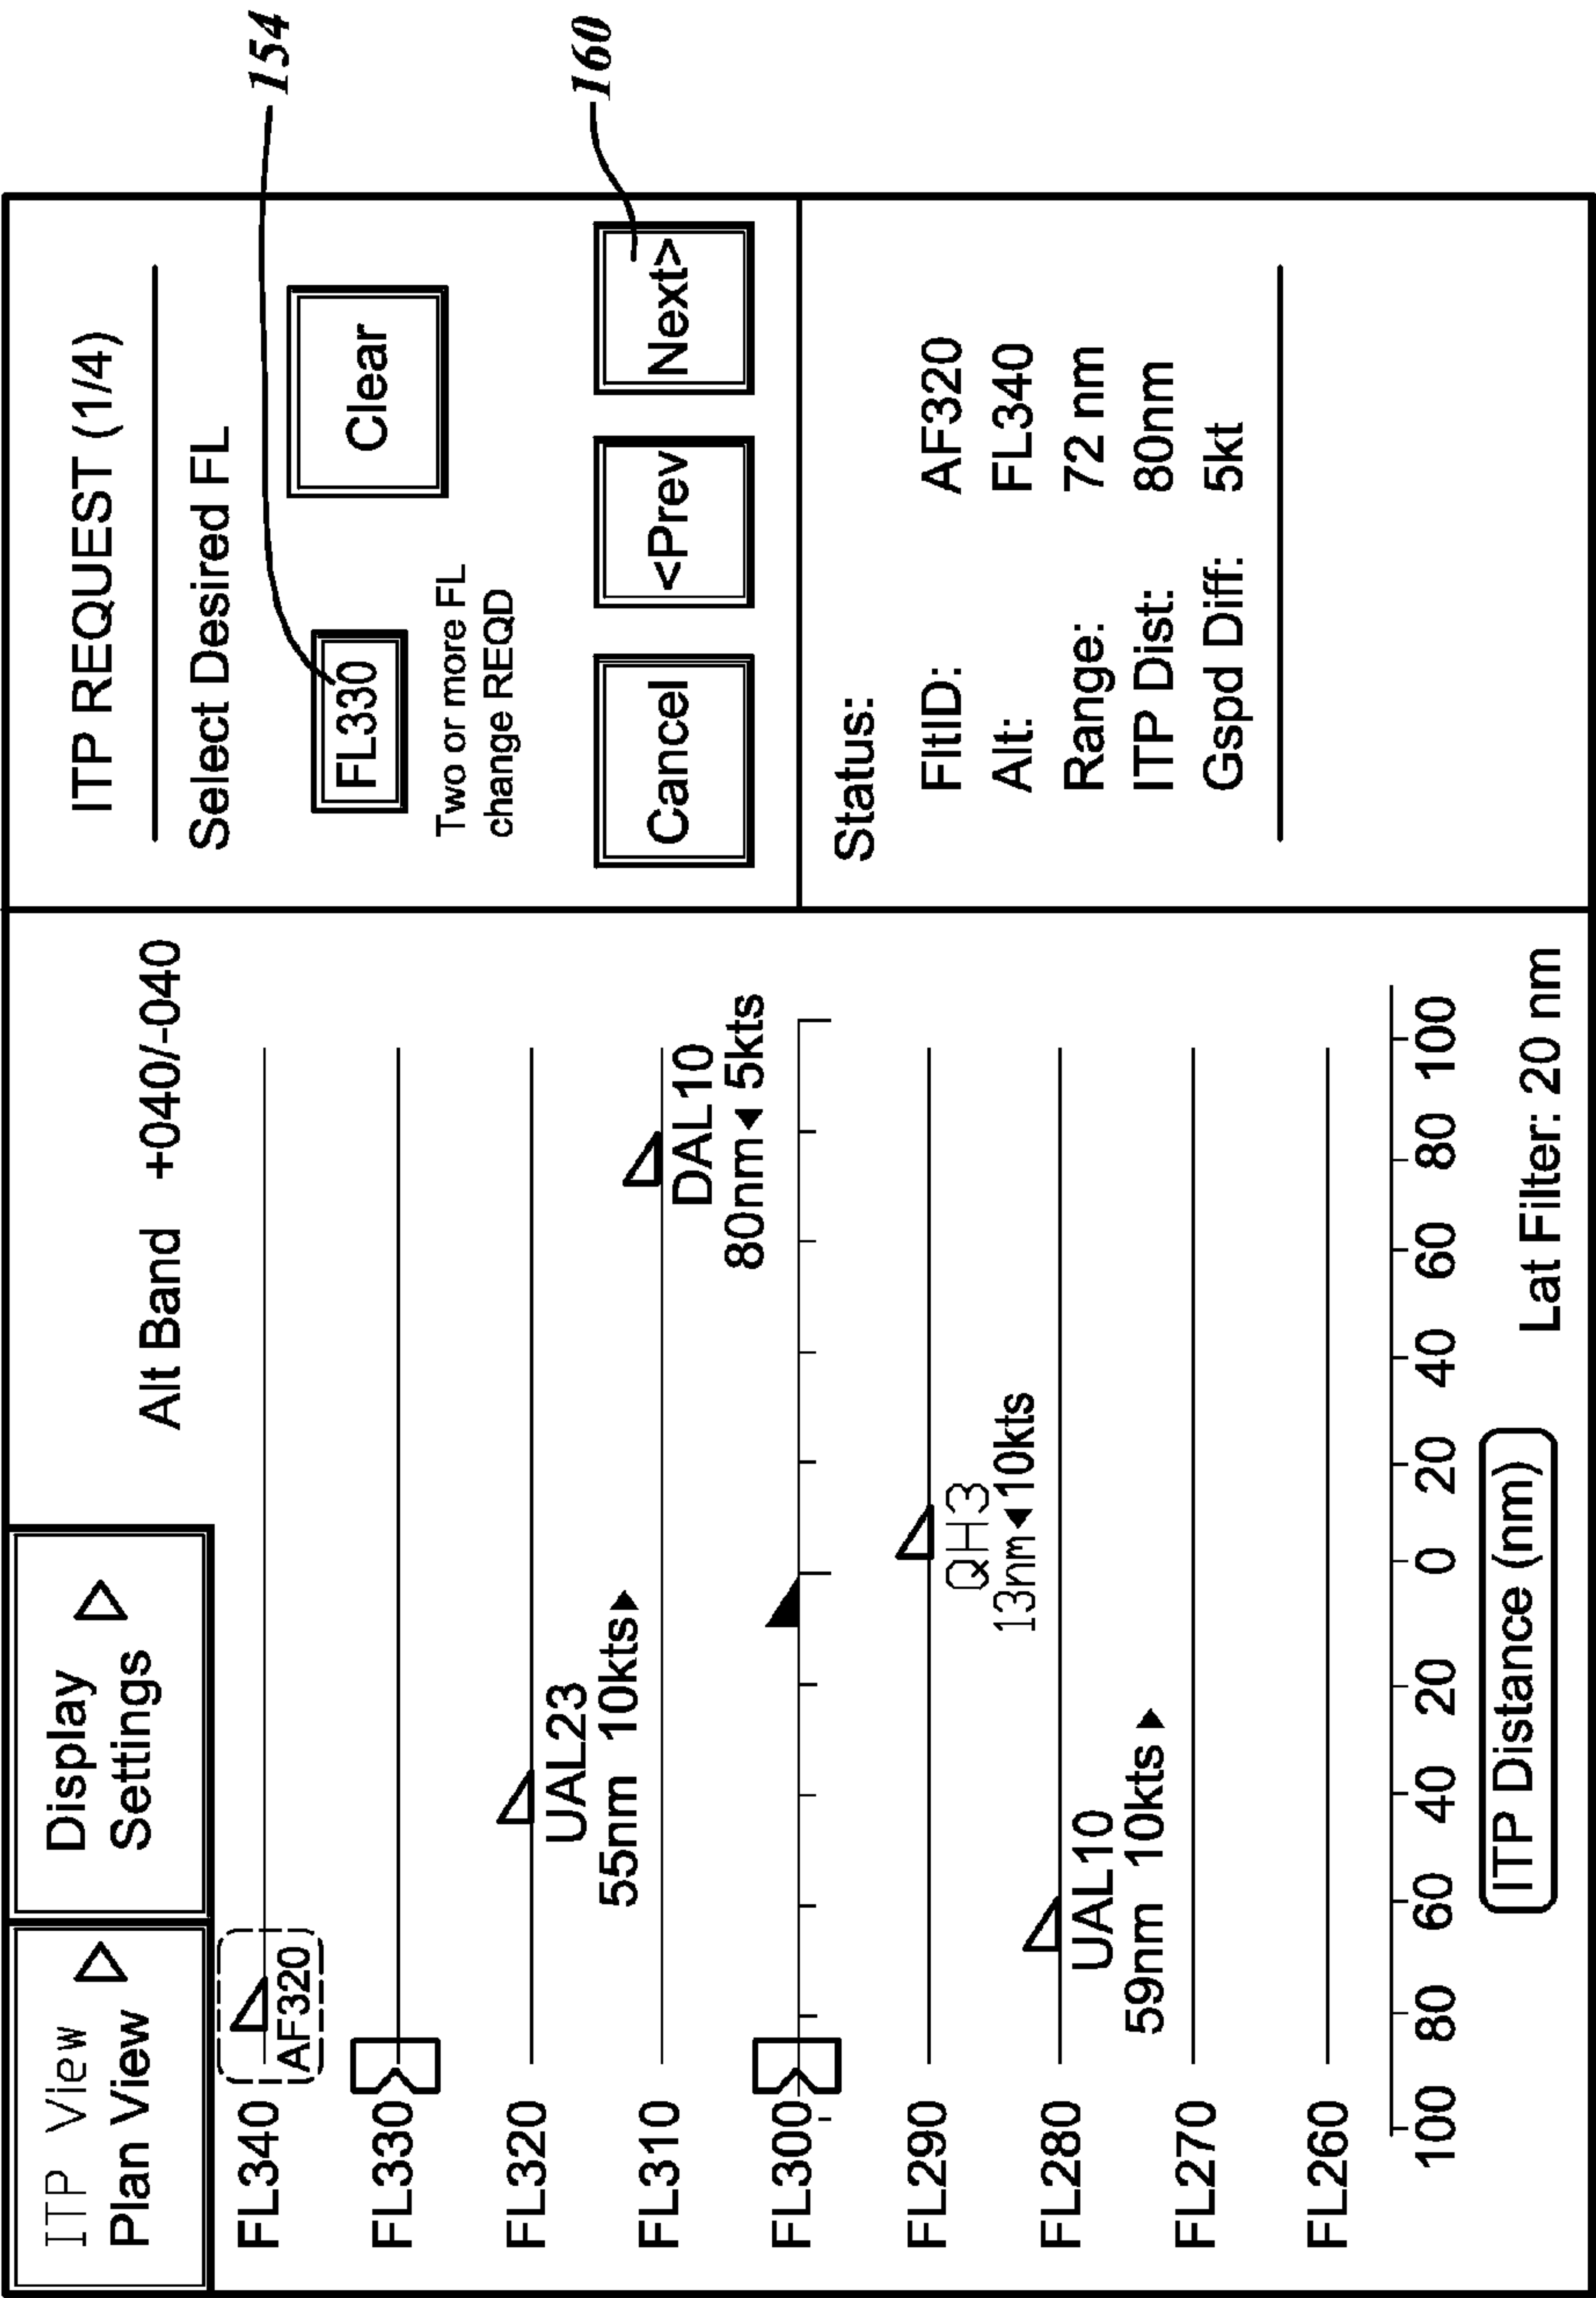 ITP View
Plan View
Display
Settings
Alt Band +040/-040
FL340
AF320
FL330
FL320
UAL23
55nm 10kts
FL310
DAL10
80nm 5kts
FL300
FL290
QH3
13nm 10kts
FL280
UAL10
59nm 10kts
FL270
FL260
100 80 60 40 20 0 20 40 60 80 100
ITP Distance (nm)
Lat Filter: 20 nm
ITP REQUEST (1/4)
Select Desired FL
FL330
Clear
154
Two or more FL
change REQD
Cancel
<Prev
Next>
160
Status:
FltID: AF320
Alt: FL340
Range: 72 nm
ITP Dist: 80nm
Gspd Diff: 5kt